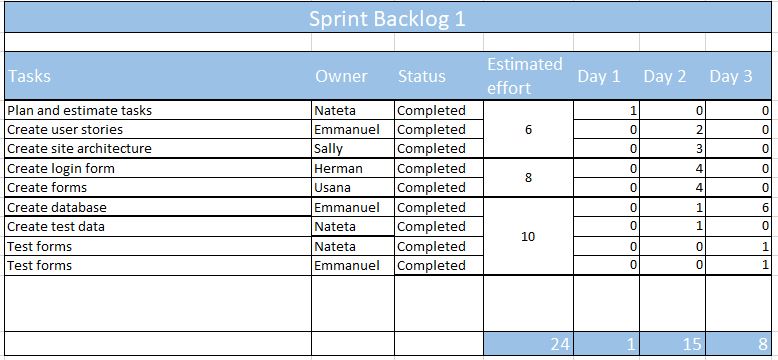 Sprint Backlog 1
Tasks Owner Status Estimated effort Day 1 Day 2 Day 3
Plan and estimate tasks Nateta Completed 6 1 0 0
Create user stories Emmanuel Completed 0 2 0
Create site architecture Sally Completed 0 3 0
Create login form Herman Completed 8 0 4 0
Create forms Usana Completed 0 4 0
Create database Emmanuel Completed 10 0 1 6
Create test data Nateta Completed 0 1 0
Test forms Nateta Completed 0 0 1
Test forms Emmanuel Completed 0 0 1
24 1 15 8